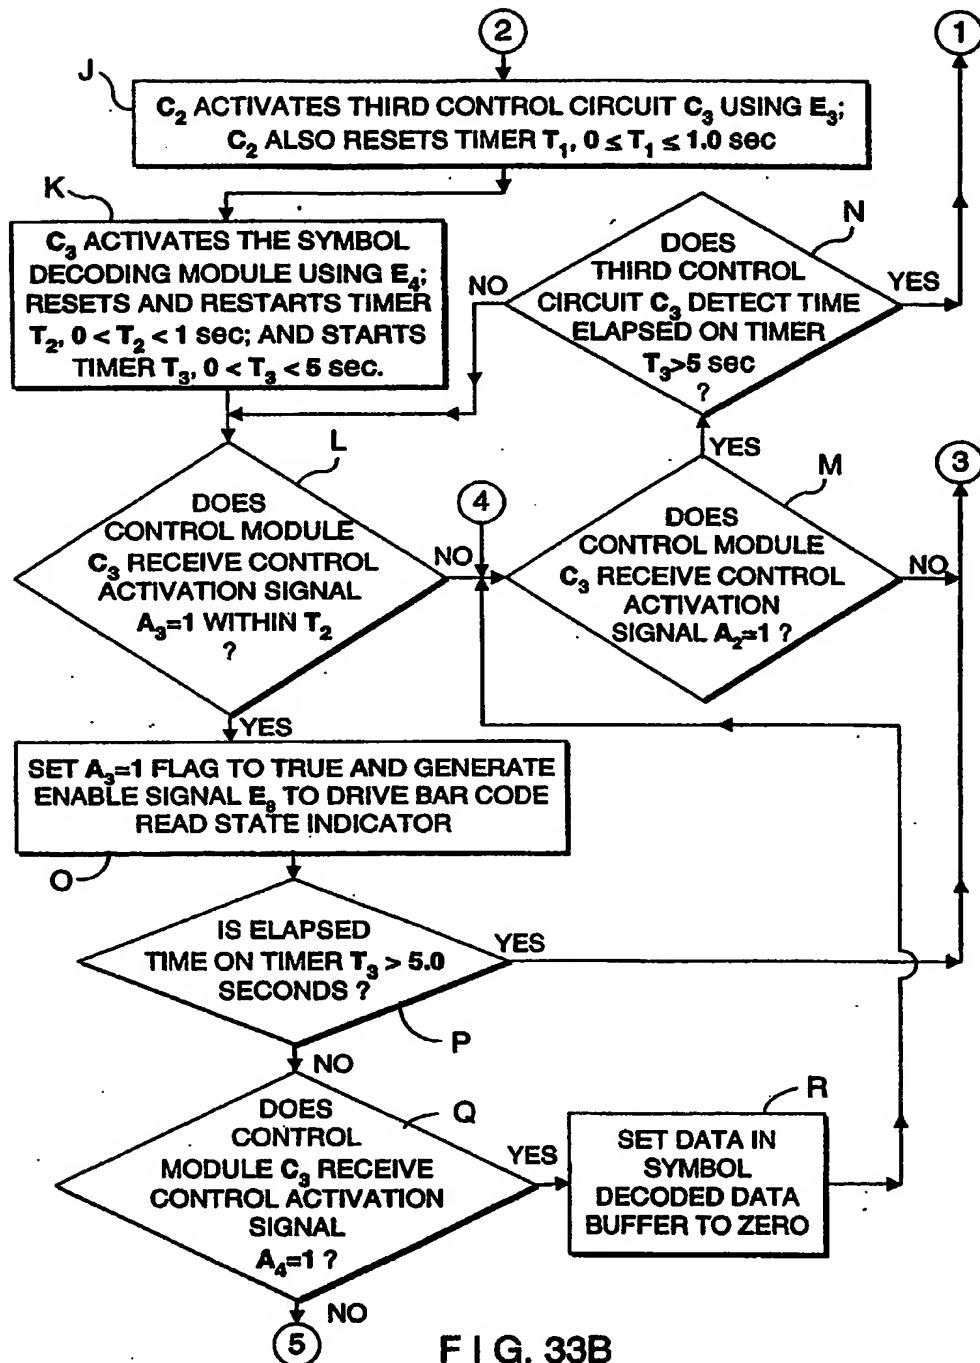 2
1
J
C2 ACTIVATES THIRD CONTROL CIRCUIT C3 USING E3;
C2 ALSO RESETS TIMER T1, 0 ≤ T1 ≤ 1.0 sec
K
C3 ACTIVATES THE SYMBOL
DECODING MODULE USING E4;
RESETS AND RESTARTS TIMER
T2, 0 < T2 < 1 sec; AND STARTS
TIMER T3, 0 < T3 < 5 sec.
N
DOES
THIRD CONTROL
CIRCUIT C3 DETECT TIME
ELAPSED ON TIMER
T3>5 sec
?
NO
YES
L
DOES
CONTROL MODULE
C3 RECEIVE CONTROL
ACTIVATION SIGNAL
A3=1 WITHIN T2
?
NO
YES
4
YES
M
3
DOES
CONTROL MODULE
C3 RECEIVE CONTROL
ACTIVATION
SIGNAL A2=1 ?
NO
SET A3=1 FLAG TO TRUE AND GENERATE
ENABLE SIGNAL E8 TO DRIVE BAR CODE
READ STATE INDICATOR
O
IS ELAPSED
TIME ON TIMER T3 > 5.0
SECONDS ?
YES
P
NO
Q
DOES
CONTROL
MODULE C3 RECEIVE
CONTROL ACTIVATION
SIGNAL
A4=1 ?
YES
R
SET DATA IN
SYMBOL
DECODED DATA
BUFFER TO ZERO
NO
5
FIG. 33B